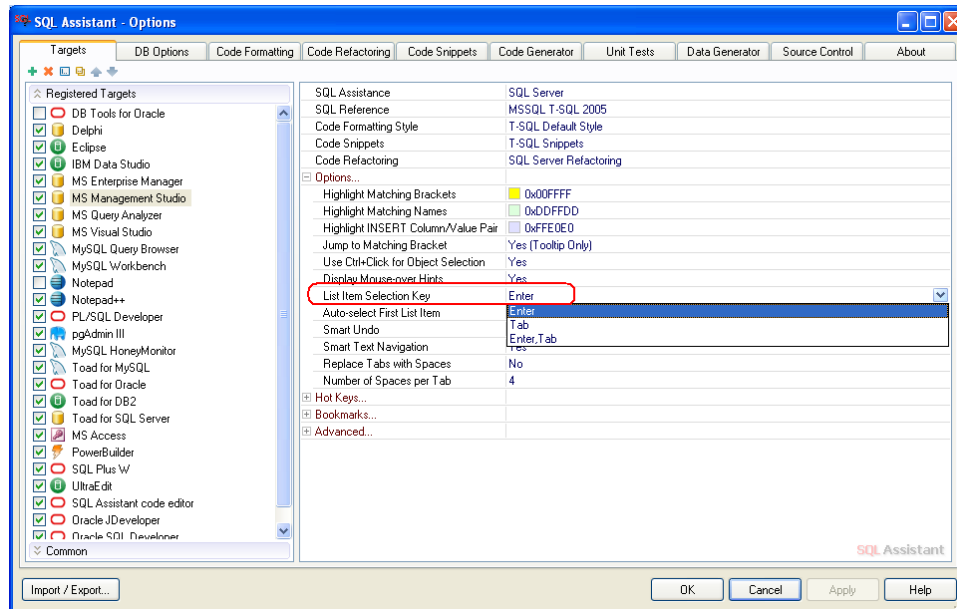 SQL Assistant - Options
Targets
DB Options
Code Formatting
Code Refactoring
Code Snippets
Code Generator
Unit Tests
Data Generator
Source Control
About
Registered Targets
DB Tools for Oracle
Delphi
Eclipse
IBM Data Studio
MS Enterprise Manager
MS Management Studio
MS Query Analyzer
MS Visual Studio
MySQL Query Browser
MySQL Workbench
Notepad
Notepad++
PL/SQL Developer
pgAdmin III
MySQL HoneyMonitor
Toad for MySQL
Toad for Oracle
Toad for DB2
Toad for SQL Server
MS Access
PowerBuilder
SQL Plus W
UltraEdit
SQL Assistant code editor
Oracle JDeveloper
Oracle SQL Developer
Common
SQL Assistance SQL Server
SQL Reference MSSQL T-SQL 2005
Code Formatting Style T-SQL Default Style
Code Snippets T-SQL Snippets
Code Refactoring SQL Server Refactoring
Options...
Highlight Matching Brackets 0x00FFFF
Highlight Matching Names 0xDDFFDD
Highlight INSERT Column/Value Pair 0xFFE0E0
Jump to Matching Bracket Yes (Tooltip Only)
Use Ctrl+Click for Object Selection Yes
Display Mouse-over Hints Yes
List Item Selection Key Enter
Auto-select First List Item Enter
Smart Undo Tab
Enter,Tab
Smart Text Navigation Yes
Replace Tabs with Spaces No
Number of Spaces per Tab 4
Hot Keys...
Bookmarks...
Advanced...
SQL Assistant
Import / Export...
OK
Cancel
Apply
Help